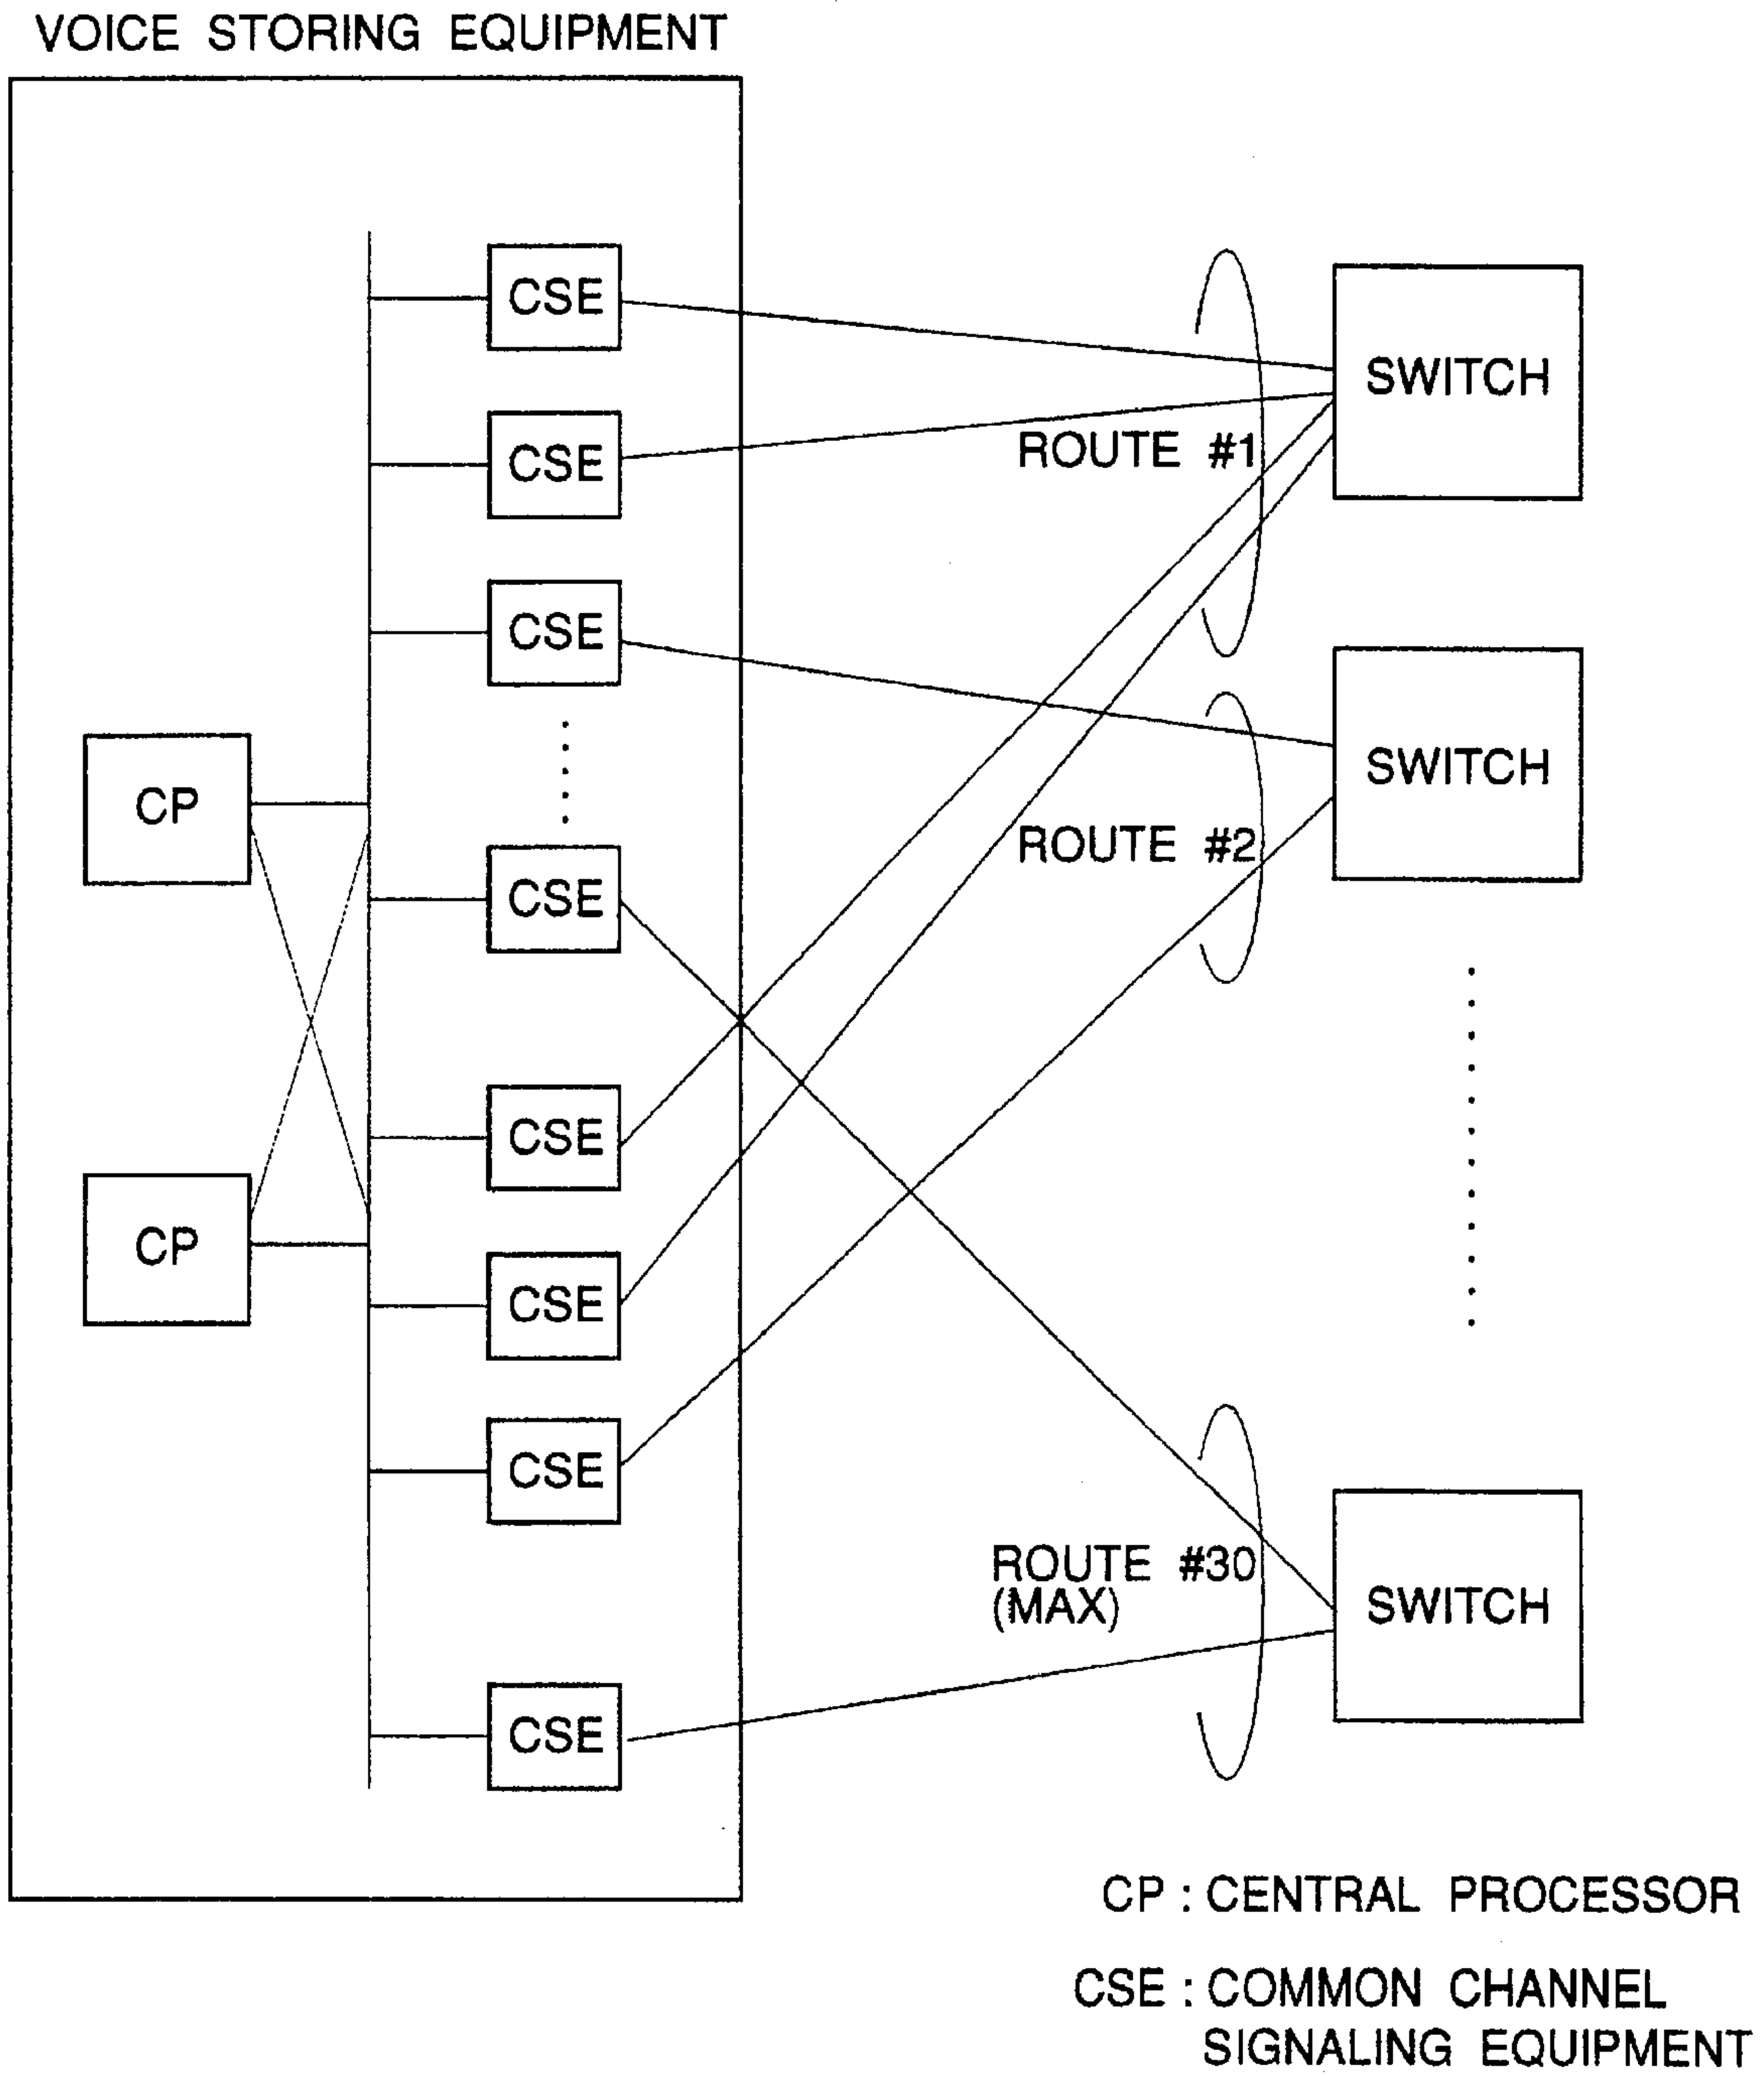 VOICE STORING EQUIPMENT
CSE
SWITCH
CSE
ROUTE #1
CSE
SWITCH
CP
ROUTE #2
CSE
CSE
CP
CSE
CSE
ROUTE #30
(MAX)
SWITCH
CSE
CP : CENTRAL PROCESSOR
CSE : COMMON CHANNEL
SIGNALING EQUIPMENT